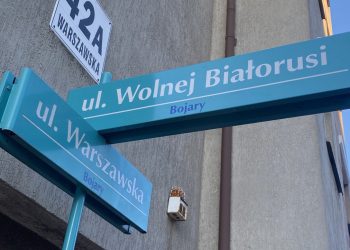 42A
WARSZAWSKA
ul. Wolnej Białorusi
Bojary
ul. Warszawska
Bojary